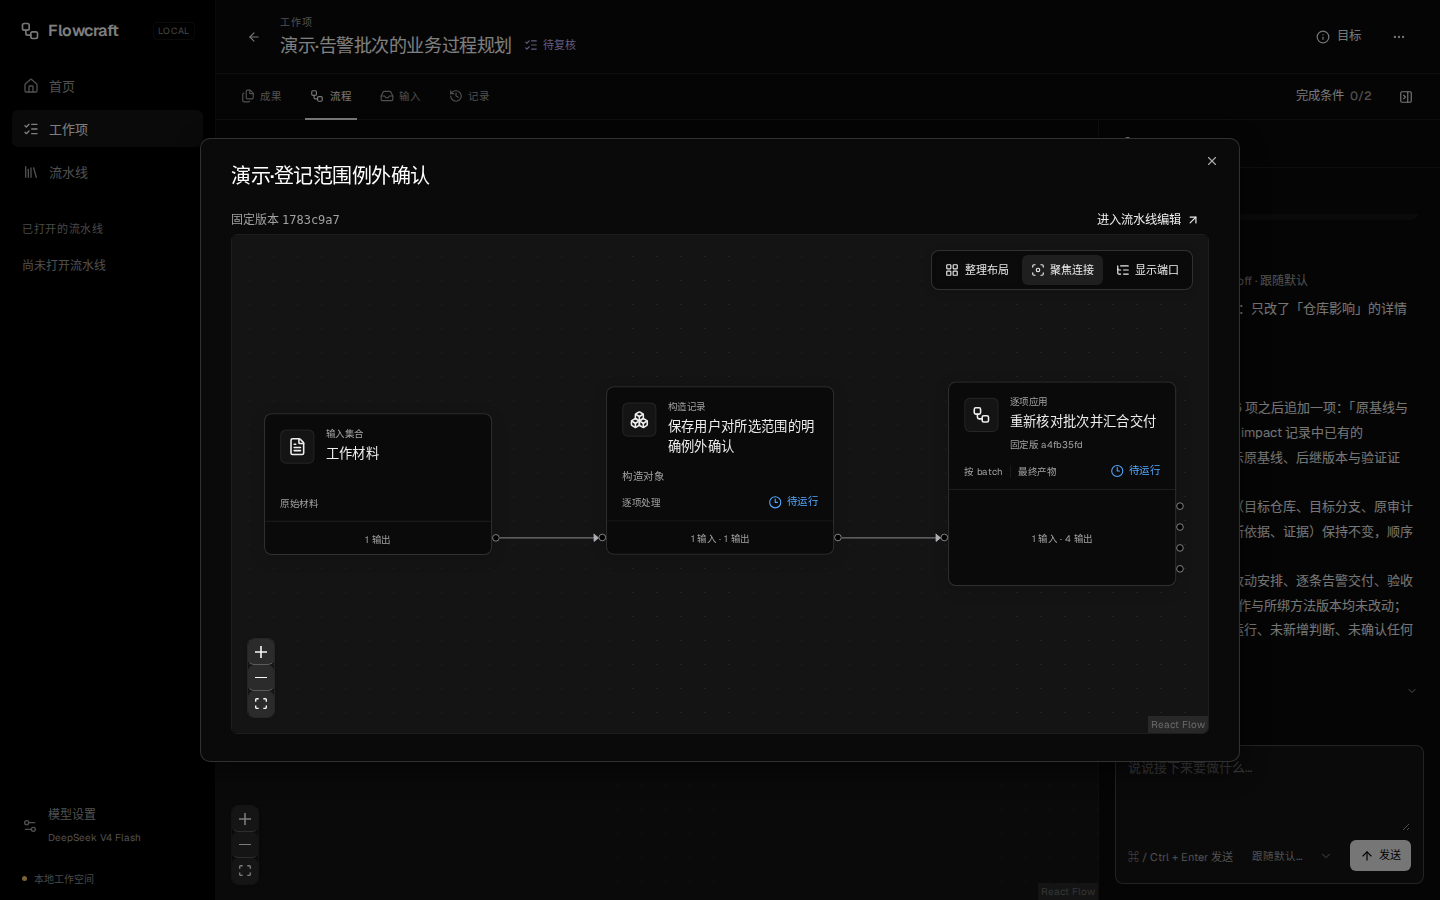 Flowcraft
LOCAL
首页
工作项
流水线
已打开的流水线
尚未打开流水线
模型设置
DeepSeek V4 Flash
本地工作空间
工作项
演示·告警批次的业务过程规划
待复核
目标
成果
流程
输入
记录
完成条件 0/2
演示·登记范围例外确认
固定版本 1783c9a7
进入流水线编辑
整理布局
聚焦连接
显示端口
输入集合
工作材料
原始材料
1 输出
构造记录
保存用户对所选范围的明
确例外确认
构造对象
逐项处理
待运行
1 输入 · 1 输出
逐项应用
重新核对批次并汇合交付
固定版 a4fb35fd
按 batch
最终产物
待运行
1 输入 · 4 输出
React Flow
off · 跟随默认
：只改了「仓库影响」的详情
项之后追加一项：「原基线与
impact 记录中已有的
原基线、后继版本与验证证
（目标仓库、目标分支、原审计
依据、证据）保持不变，顺序
动安排、逐条告警交付、验收
作与所绑方法版本均未改动；
行、未新增判断、未确认任何
说说接下来要做什么…
⌘ / Ctrl + Enter 发送
跟随默认…
发送
React Flow